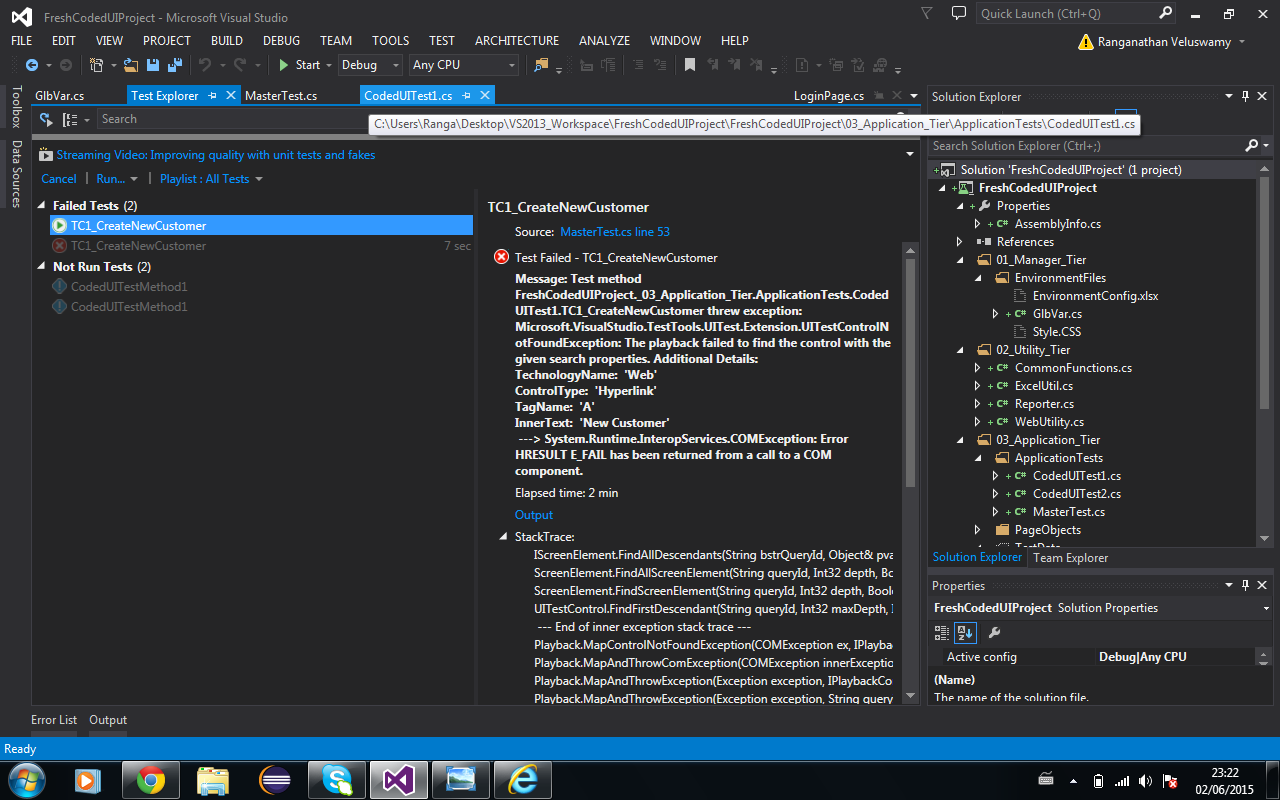 FreshCodedUIProject - Microsoft Visual Studio
Quick Launch (Ctrl+Q)
FILE EDIT VIEW PROJECT BUILD DEBUG TEAM TOOLS TEST ARCHITECTURE ANALYZE WINDOW HELP
Ranganathan Veluswamy
Start Debug Any CPU
Toolbox
Data Sources
GlbVar.cs Test Explorer MasterTest.cs CodedUITest1.cs LoginPage.cs
Search
C:\Users\Ranga\Desktop\VS2013_Workspace\FreshCodedUIProject\FreshCodedUIProject\03_Application_Tier\ApplicationTests\CodedUITest1.cs
Streaming Video: Improving quality with unit tests and fakes
Cancel | Run... | Playlist : All Tests
Failed Tests (2)
TC1_CreateNewCustomer
TC1_CreateNewCustomer 7 sec
Not Run Tests (2)
CodedUITestMethod1
CodedUITestMethod1
TC1_CreateNewCustomer
Source: MasterTest.cs line 53
Test Failed - TC1_CreateNewCustomer
Message: Test method
FreshCodedUIProject._03_Application_Tier.ApplicationTests.Coded
UITest1.TC1_CreateNewCustomer threw exception:
Microsoft.VisualStudio.TestTools.UITest.Extension.UITestControlN
otFoundException: The playback failed to find the control with the
given search properties. Additional Details:
TechnologyName: 'Web'
ControlType: 'Hyperlink'
TagName: 'A'
InnerText: 'New Customer'
---> System.Runtime.InteropServices.COMException: Error
HRESULT E_FAIL has been returned from a call to a COM
component.
Elapsed time: 2 min
Output
StackTrace:
IScreenElement.FindAllDescendants(String bstrQueryId, Object& pva
ScreenElement.FindAllScreenElement(String queryId, Int32 depth, Bo
ScreenElement.FindScreenElement(String queryId, Int32 depth, Boole
UITestControl.FindFirstDescendant(String queryId, Int32 maxDepth, I
--- End of inner exception stack trace ---
Playback.MapControlNotFoundException(COMException ex, IPlayback
Playback.MapAndThrowComException(COMException innerException
Playback.MapAndThrowException(Exception exception, IPlaybackCo
Playback.MapAndThrowException(Exception exception, String query
Solution Explorer
Search Solution Explorer (Ctrl+;)
Solution 'FreshCodedUIProject' (1 project)
FreshCodedUIProject
Properties
C# AssemblyInfo.cs
References
01_Manager_Tier
EnvironmentFiles
EnvironmentConfig.xlsx
C# GlbVar.cs
Style.CSS
02_Utility_Tier
C# CommonFunctions.cs
C# ExcelUtil.cs
C# Reporter.cs
C# WebUtility.cs
03_Application_Tier
ApplicationTests
C# CodedUITest1.cs
C# CodedUITest2.cs
C# MasterTest.cs
PageObjects
TestData
Solution Explorer Team Explorer
Properties
FreshCodedUIProject Solution Properties
Active config Debug|Any CPU
(Name)
The name of the solution file.
Error List Output
Ready
23:22
02/06/2015